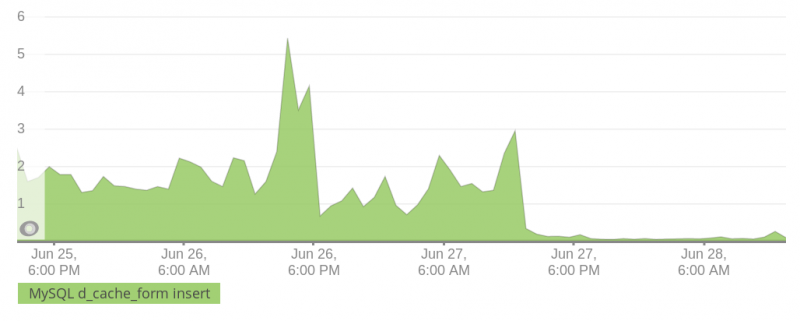 6
5
4
3
2
1
Jun 25, Jun 26, Jun 26, Jun 27, Jun 27, Jun 28,
6:00 PM 6:00 AM 6:00 PM 6:00 AM 6:00 PM 6:00 AM
MySQL d_cache_form insert